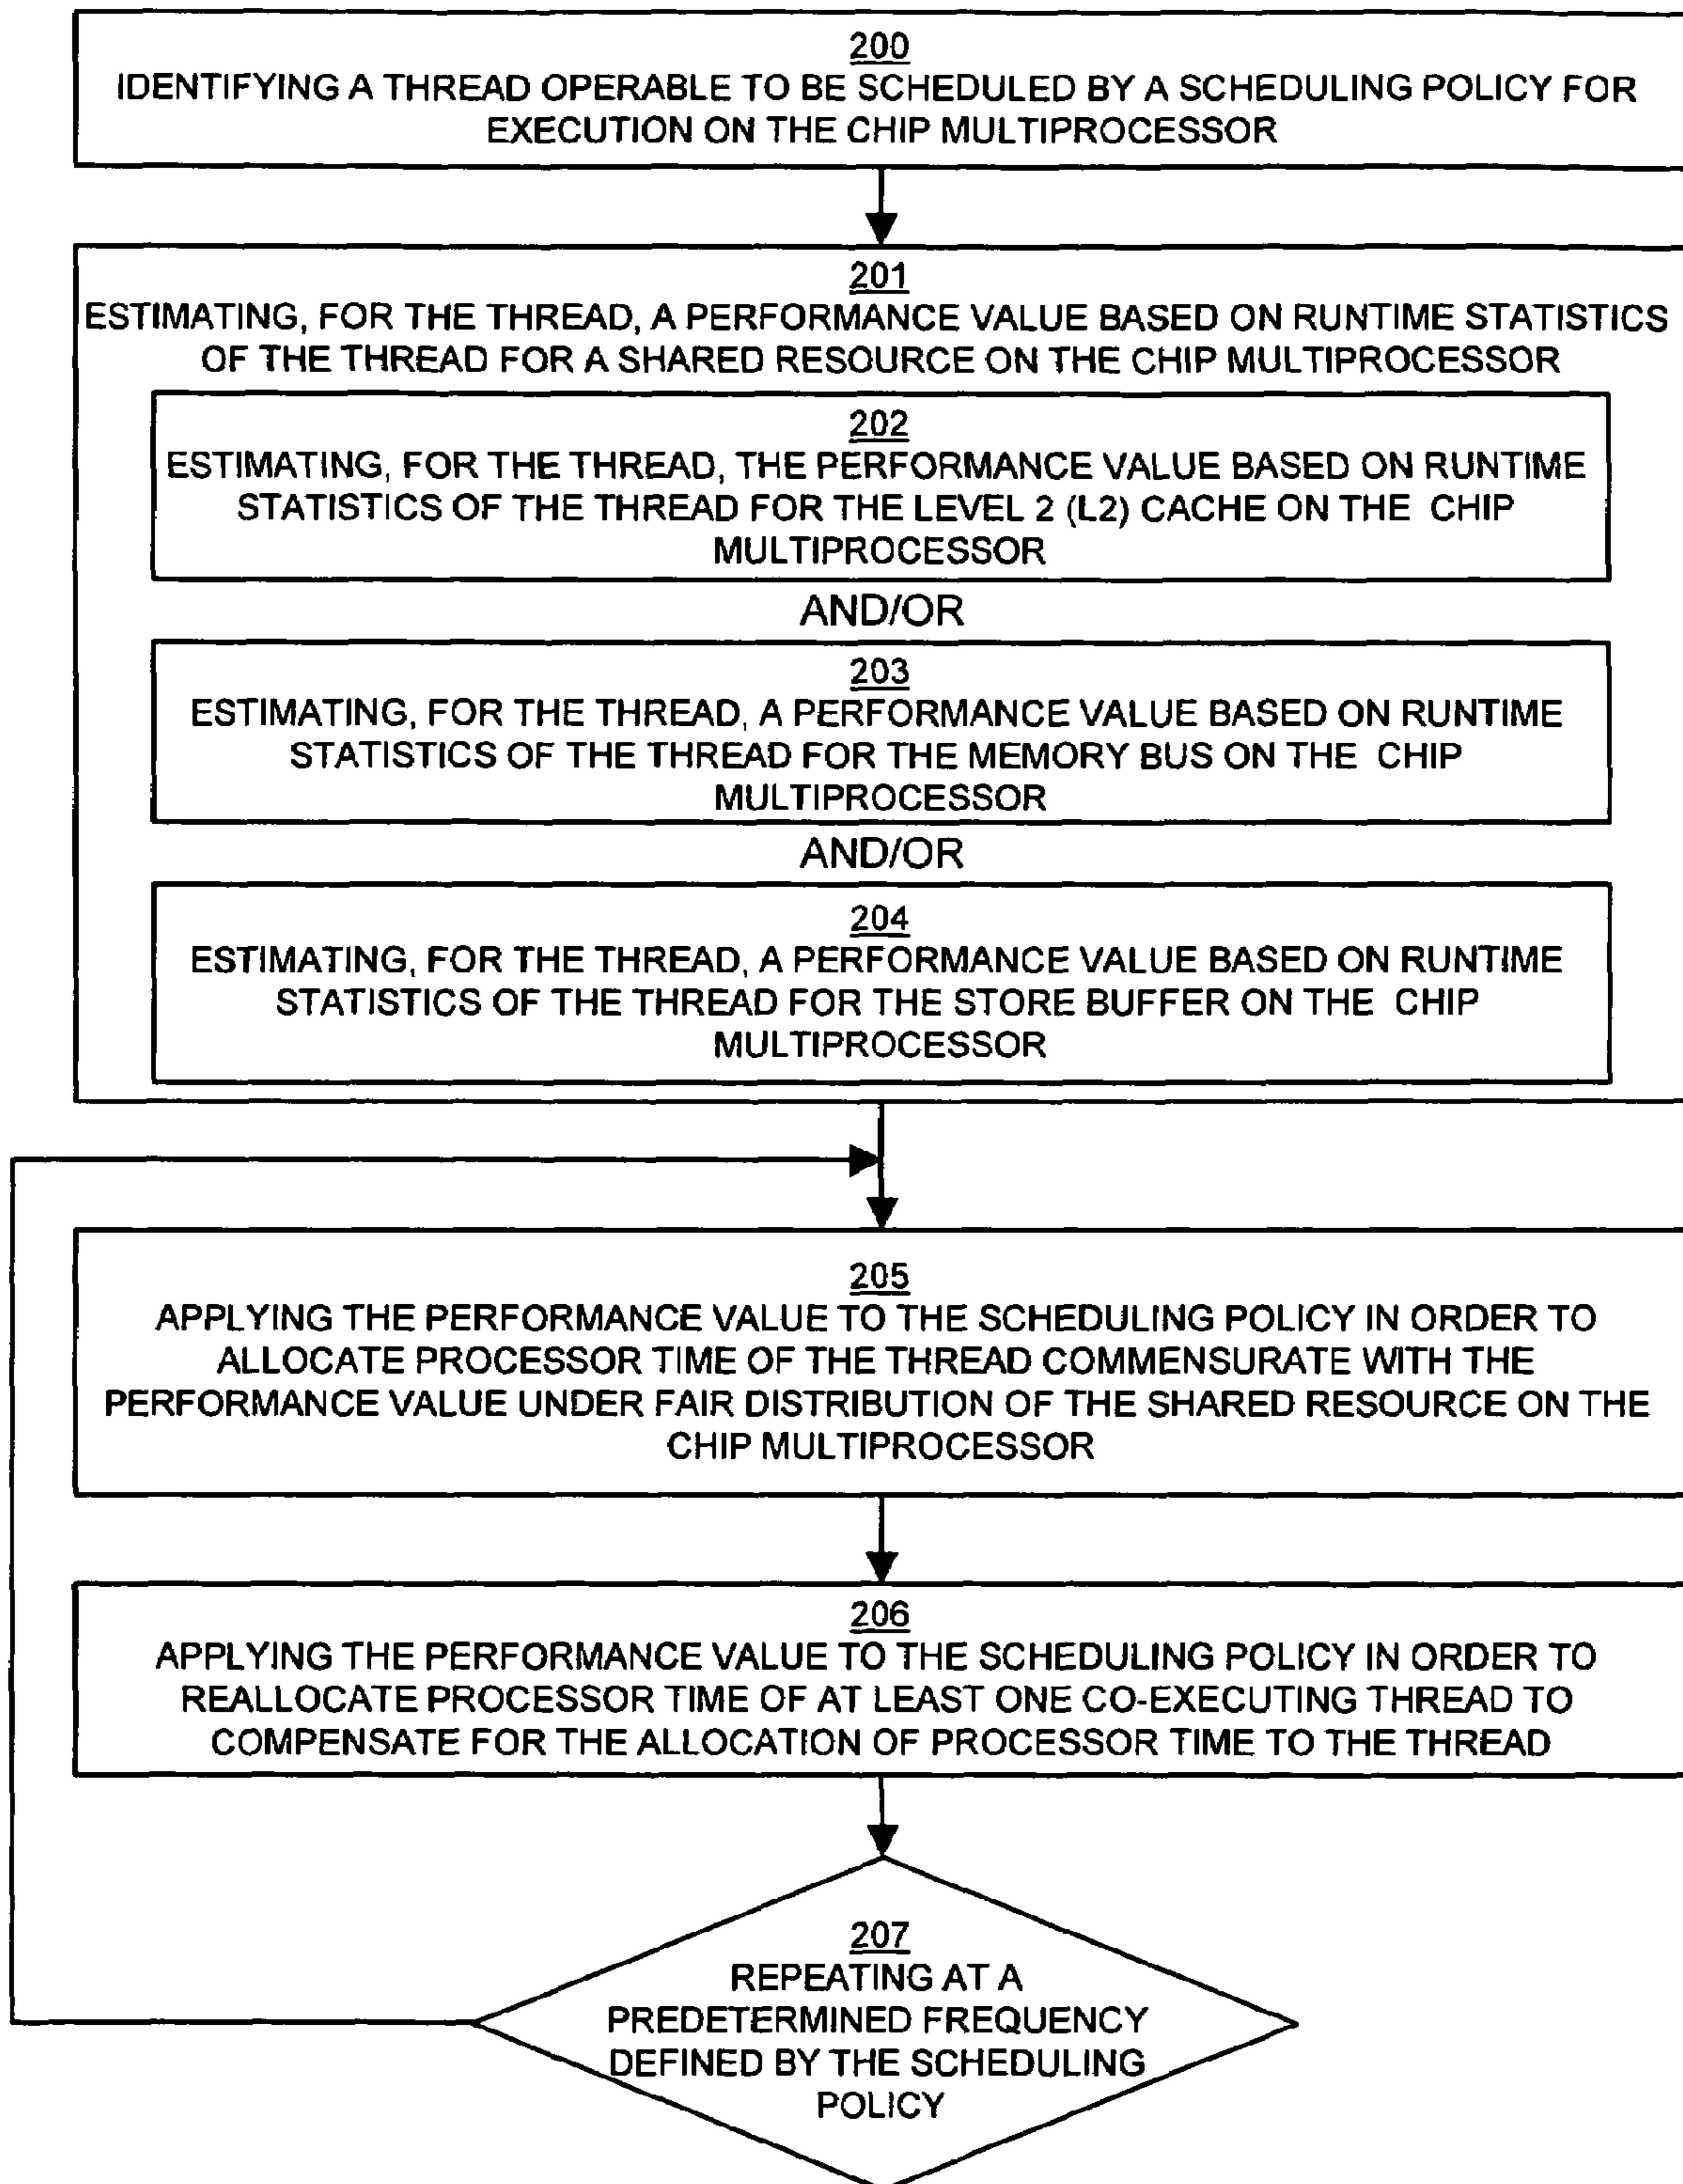 200
IDENTIFYING A THREAD OPERABLE TO BE SCHEDULED BY A SCHEDULING POLICY FOR
EXECUTION ON THE CHIP MULTIPROCESSOR
201
ESTIMATING, FOR THE THREAD, A PERFORMANCE VALUE BASED ON RUNTIME STATISTICS
OF THE THREAD FOR A SHARED RESOURCE ON THE CHIP MULTIPROCESSOR
202
ESTIMATING, FOR THE THREAD, THE PERFORMANCE VALUE BASED ON RUNTIME
STATISTICS OF THE THREAD FOR THE LEVEL 2 (L2) CACHE ON THE CHIP
MULTIPROCESSOR
AND/OR
203
ESTIMATING, FOR THE THREAD, A PERFORMANCE VALUE BASED ON RUNTIME
STATISTICS OF THE THREAD FOR THE MEMORY BUS ON THE CHIP
MULTIPROCESSOR
AND/OR
204
ESTIMATING, FOR THE THREAD, A PERFORMANCE VALUE BASED ON RUNTIME
STATISTICS OF THE THREAD FOR THE STORE BUFFER ON THE CHIP
MULTIPROCESSOR
205
APPLYING THE PERFORMANCE VALUE TO THE SCHEDULING POLICY IN ORDER TO
ALLOCATE PROCESSOR TIME OF THE THREAD COMMENSURATE WITH THE
PERFORMANCE VALUE UNDER FAIR DISTRIBUTION OF THE SHARED RESOURCE ON THE
CHIP MULTIPROCESSOR
206
APPLYING THE PERFORMANCE VALUE TO THE SCHEDULING POLICY IN ORDER TO
REALLOCATE PROCESSOR TIME OF AT LEAST ONE CO-EXECUTING THREAD TO
COMPENSATE FOR THE ALLOCATION OF PROCESSOR TIME TO THE THREAD
207
REPEATING AT A
PREDETERMINED FREQUENCY
DEFINED BY THE SCHEDULING
POLICY